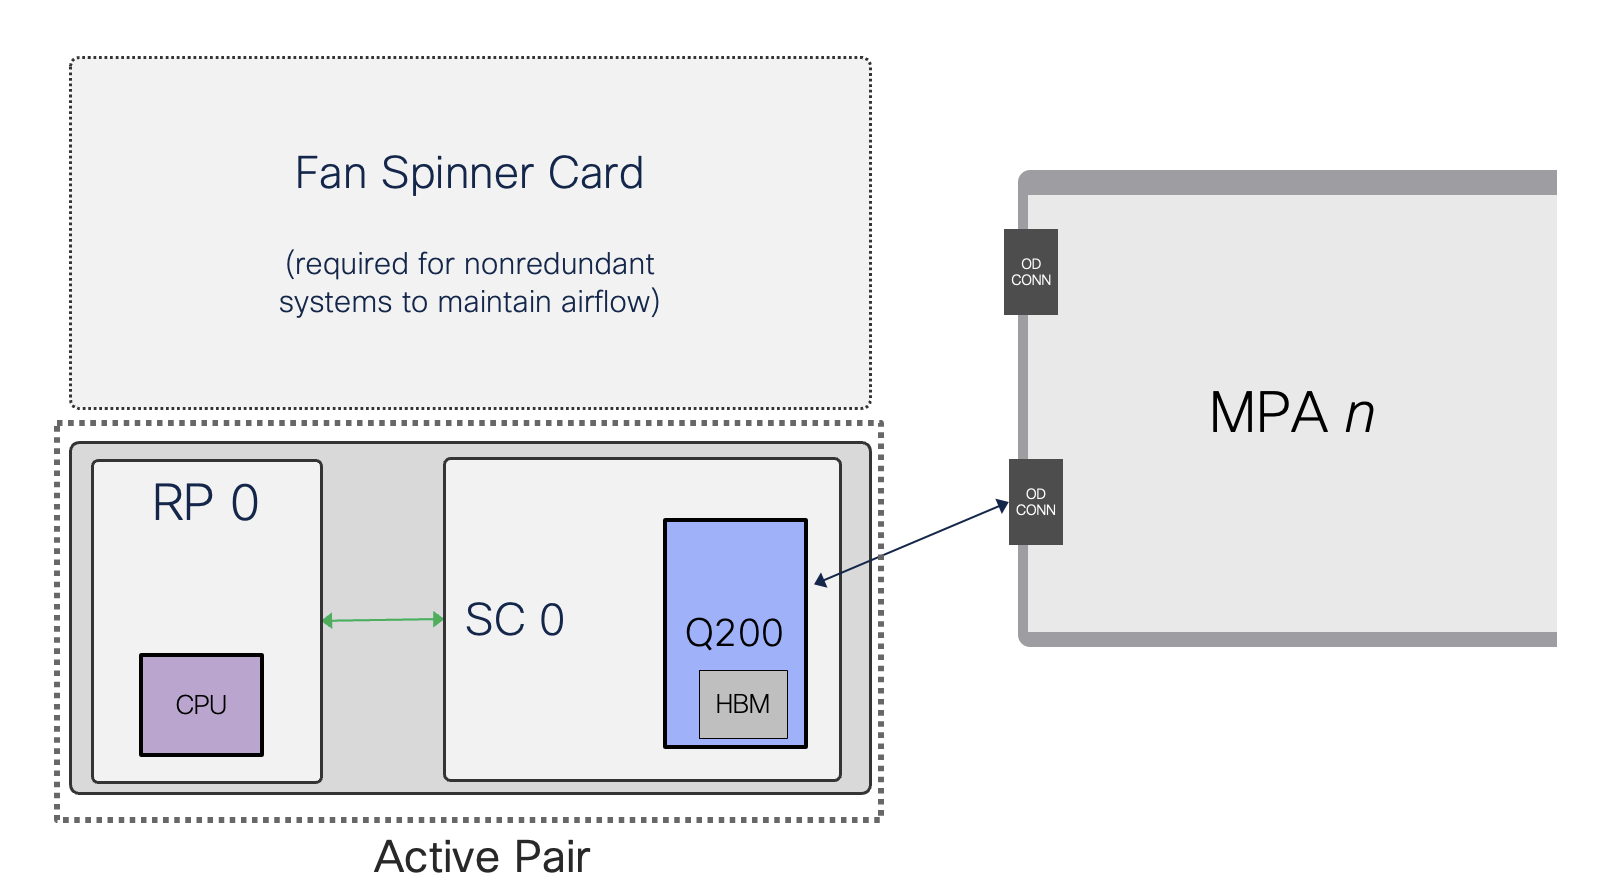 Fan Spinner Card
(required for nonredundant
systems to maintain airflow)
OD
CONN
MPA n
OD
CONN
RP 0
SC 0
Q200
CPU
HBM
Active Pair